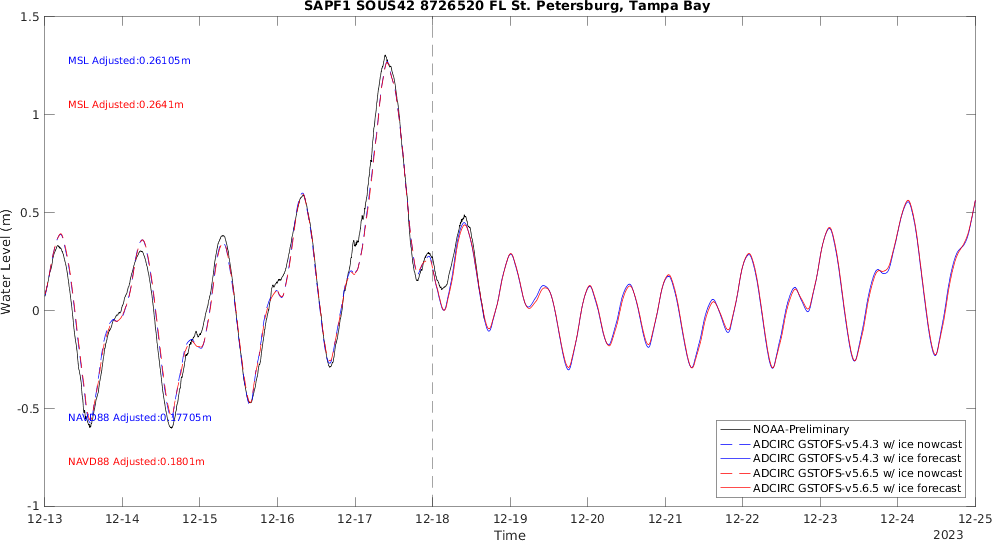 SAPF1 SOUS42 8726520 FL St. Petersburg, Tampa Bay
Water Level (m)
1.5
1
0.5
0
-0.5
-1
MSL Adjusted:0.26105m
MSL Adjusted:0.2641m
NAVD88 Adjusted:0.17705m
NAVD88 Adjusted:0.1801m
NOAA-Preliminary
ADCIRC GSTOFS-v5.4.3 w/ ice nowcast
ADCIRC GSTOFS-v5.4.3 w/ ice forecast
ADCIRC GSTOFS-v5.6.5 w/ ice nowcast
ADCIRC GSTOFS-v5.6.5 w/ ice forecast
12-13 12-14 12-15 12-16 12-17 12-18 12-19 12-20 12-21 12-22 12-23 12-24 12-25
Time
2023